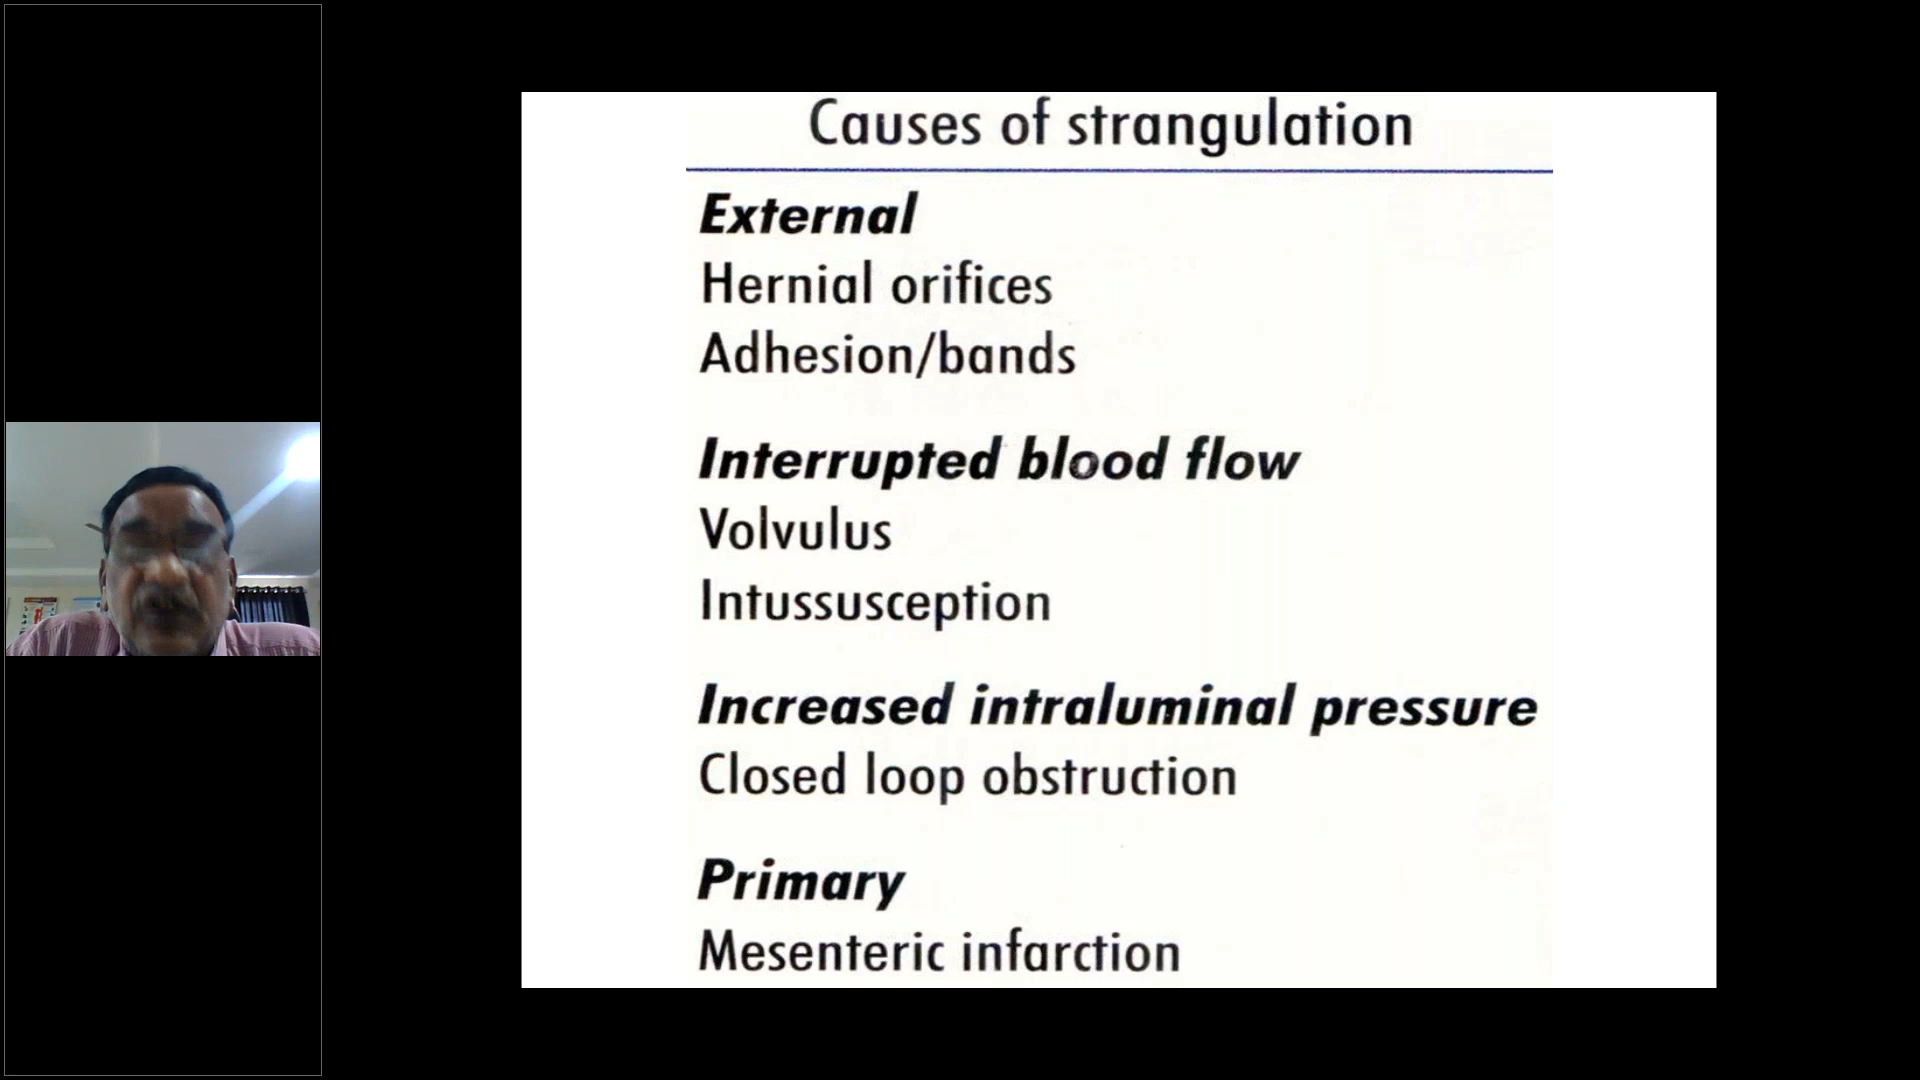 Causes of strangulation
External
Hernial orifices
Adhesion/bands
Interrupted blood flow
Volvulus
Intussusception
Increased intraluminal pressure
Closed loop obstruction
Primary
Mesenteric infarction